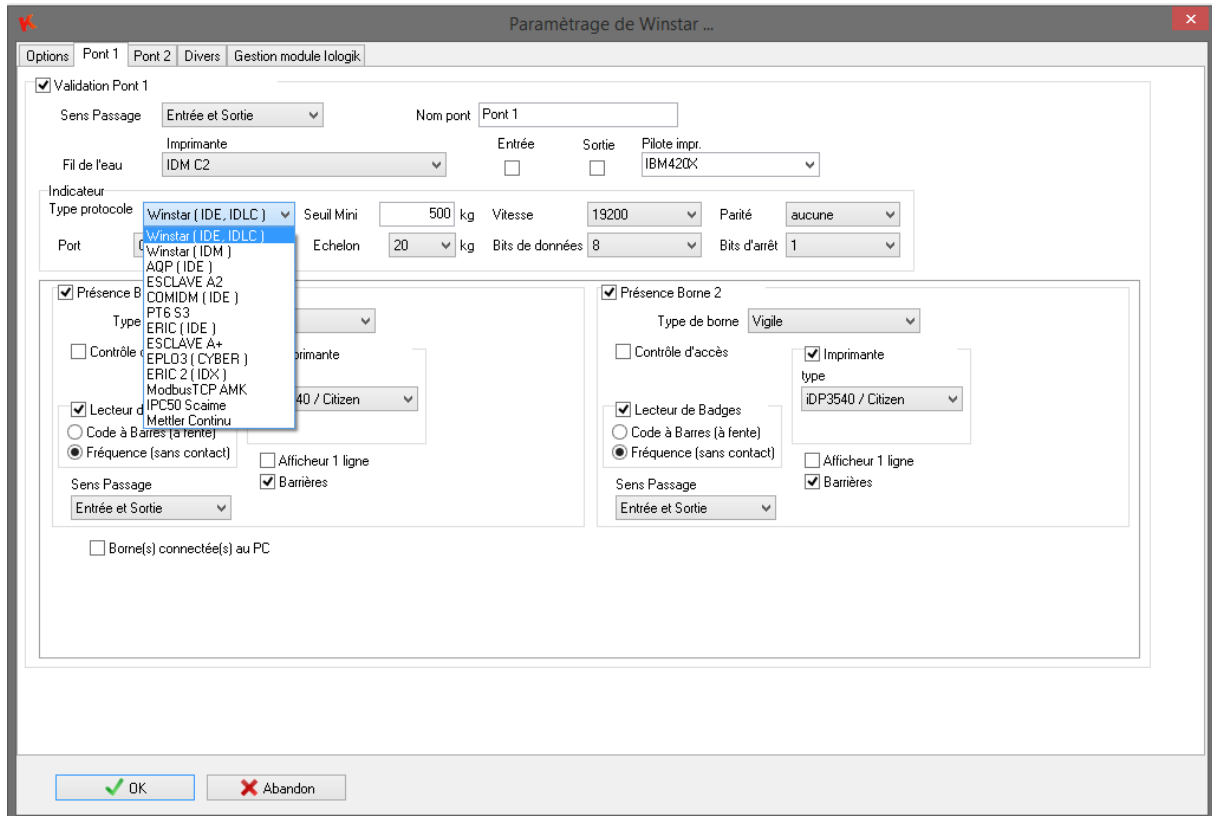 Paramètrage de Winstar ...
Options Pont 1 Pont 2 Divers Gestion module Iologik
Validation Pont 1
Sens Passage Entrée et Sortie Nom pont Pont 1
Imprimante Entrée Sortie Pilote impr.
Fil de l'eau IDM C2 IBM420X
Indicateur
Type protocole Winstar ( IDE, IDLC ) Seuil Mini 500 kg Vitesse 19200 Parité aucune
Port Echelon 20 kg Bits de données 8 Bits d'arrêt 1
Winstar ( IDE, IDLC )
Winstar ( IDM )
AQP ( IDE )
ESCLAVE A2
COMIDM ( IDE )
PT6 S3
ERIC ( IDE )
ESCLAVE A+
EPLO3 ( CYBER )
ERIC 2 ( IDX )
ModbusTCP AMK
IPC50 Scaime
Mettler Continu
Présence B
Type
Contrôle
primante
40 / Citizen
Lecteur d
Code à Barres (à fente)
Fréquence (sans contact)
Afficheur 1 ligne
Barrières
Sens Passage
Entrée et Sortie
Présence Borne 2
Type de borne Vigile
Contrôle d'accès
Imprimante
type
iDP3540 / Citizen
Lecteur de Badges
Code à Barres (à fente)
Fréquence (sans contact)
Afficheur 1 ligne
Barrières
Sens Passage
Entrée et Sortie
Borne(s) connectée(s) au PC
OK Abandon